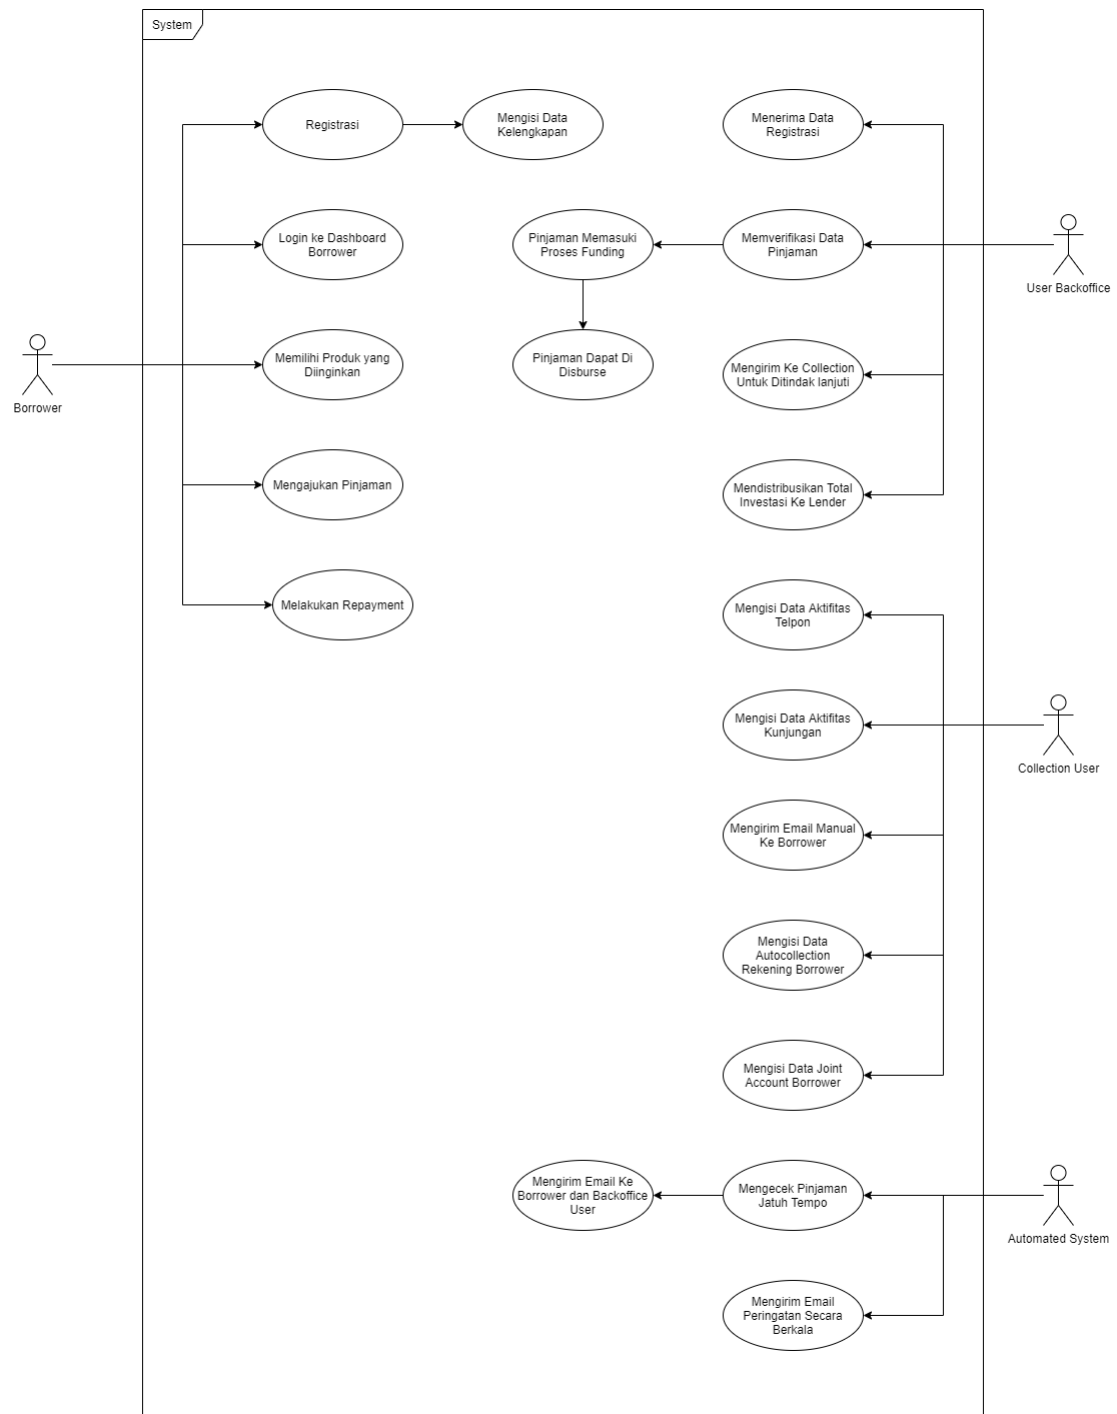 System
Registrasi
Mengisi Data
Kelengkapan
Menerima Data
Registrasi
Login ke Dashboard
Borrower
Pinjaman Memasuki
Proses Funding
Memverifikasi Data
Pinjaman
User Backoffice
Memilihi Produk yang
Diinginkan
Pinjaman Dapat Di
Disburse
Mengirim Ke Collection
Untuk Ditindak lanjuti
Borrower
Mengajukan Pinjaman
Mendistribusikan Total
Investasi Ke Lender
Melakukan Repayment
Mengisi Data Aktifitas
Telpon
Mengisi Data Aktifitas
Kunjungan
Collection User
Mengirim Email Manual
Ke Borrower
Mengisi Data
Autocollection
Rekening Borrower
Mengisi Data Joint
Account Borrower
Mengirim Email Ke
Borrower dan Backoffice
User
Mengecek Pinjaman
Jatuh Tempo
Automated System
Mengirim Email
Peringatan Secara
Berkala